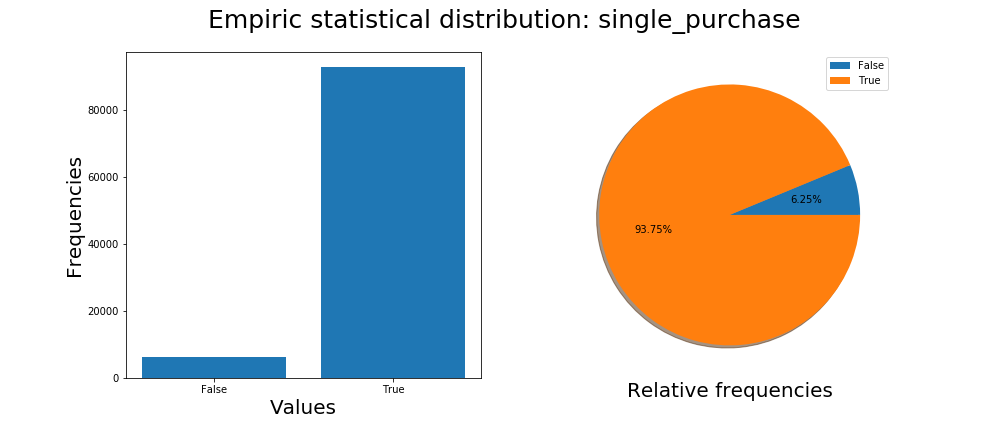 Empiric statistical distribution: single_purchase
Frequencies
80000
60000
40000
20000
0
False
True
Values
False
True
6.25%
93.75%
Relative frequencies